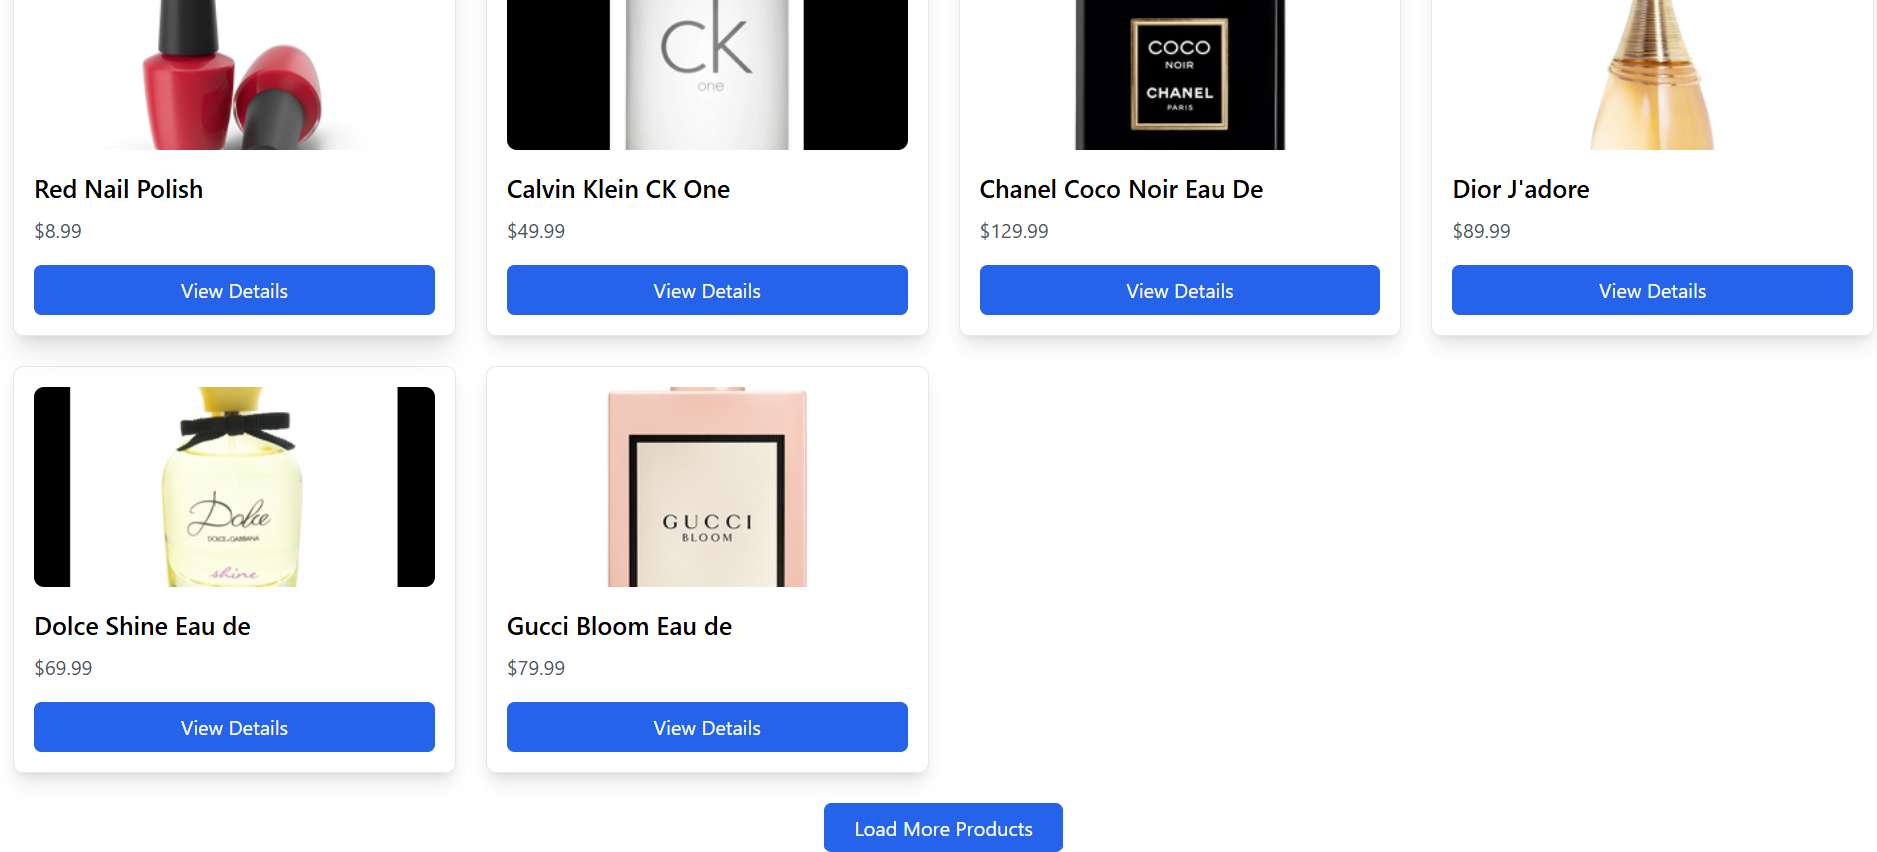 ck
one
COCO
NOIR
CHANEL
PARIS
Red Nail Polish
$8.99
View Details
Calvin Klein CK One
$49.99
View Details
Chanel Coco Noir Eau De
$129.99
View Details
Dior J'adore
$89.99
View Details
Dolce
DOLCE & GABBANA
shine
GUCCI
BLOOM
Dolce Shine Eau de
$69.99
View Details
Gucci Bloom Eau de
$79.99
View Details
Load More Products